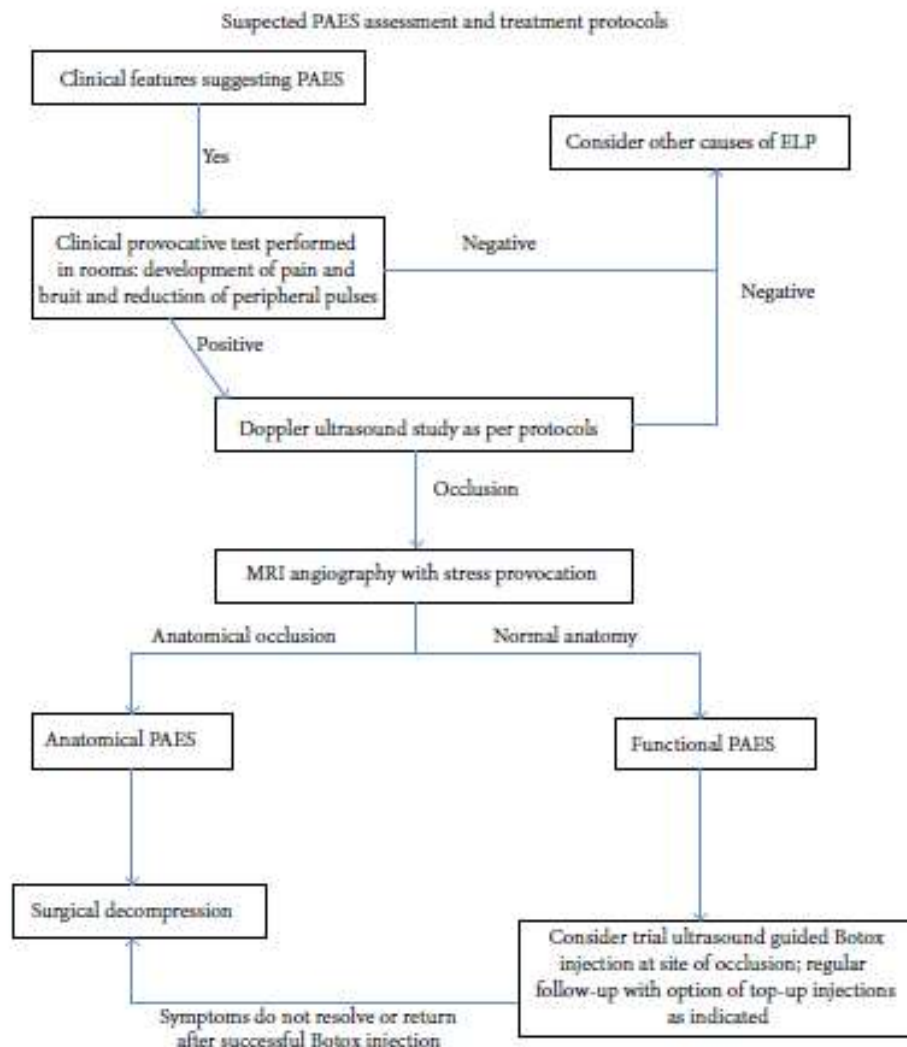 Suspected PAES assessment and treatment protocols
Clinical features suggesting PAES
Yes
Consider other causes of ELP
Clinical provocative test performed
in rooms: development of pain and
bruit and reduction of peripheral pulses
Negative
Negative
Positive
Doppler ultrasound study as per protocols
Occlusion
MRI angiography with stress provocation
Anatomical occlusion
Normal anatomy
Anatomical PAES
Functional PAES
Surgical decompression
Consider trial ultrasound guided Botox
injection at site of occlusion; regular
follow-up with option of top-up injections
as indicated
Symptoms do not resolve or return
after successful Botox injection